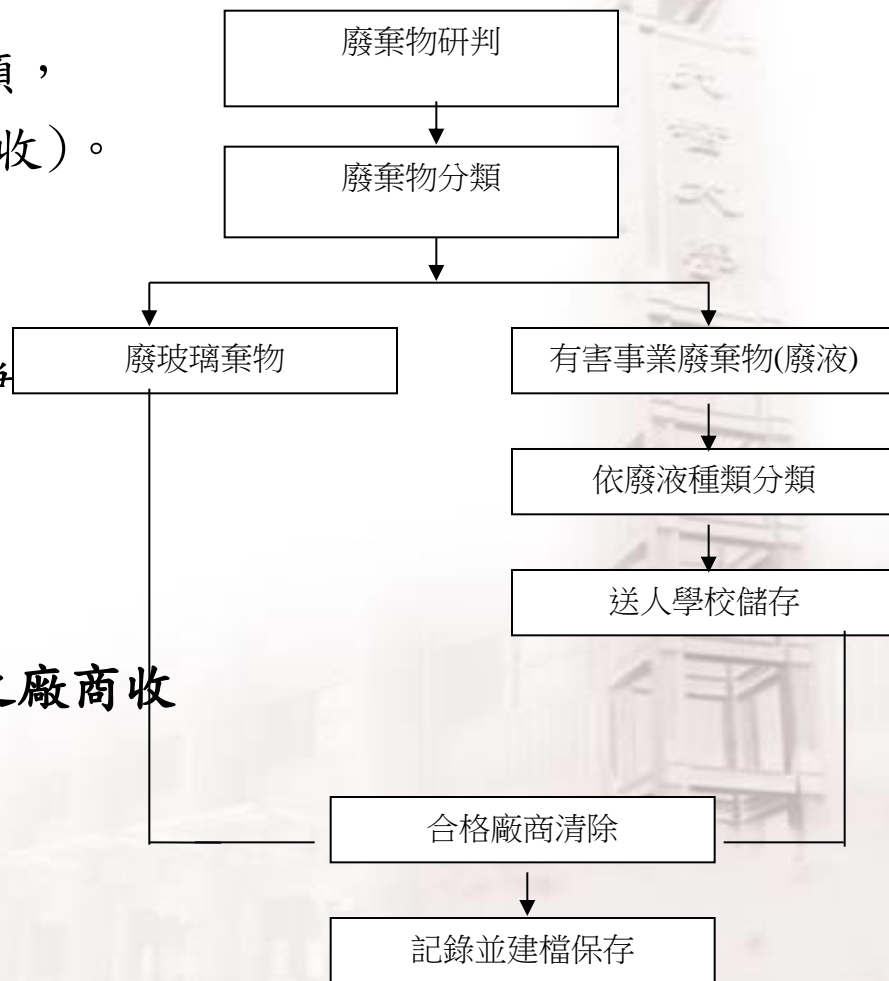 類，
收)。
廢棄物研判
廢棄物分類
廢玻璃棄物
有害事業廢棄物(廢液)
依廢液種類分類
送人學校儲存
之廠商收
合格廠商清除
記錄並建檔保存